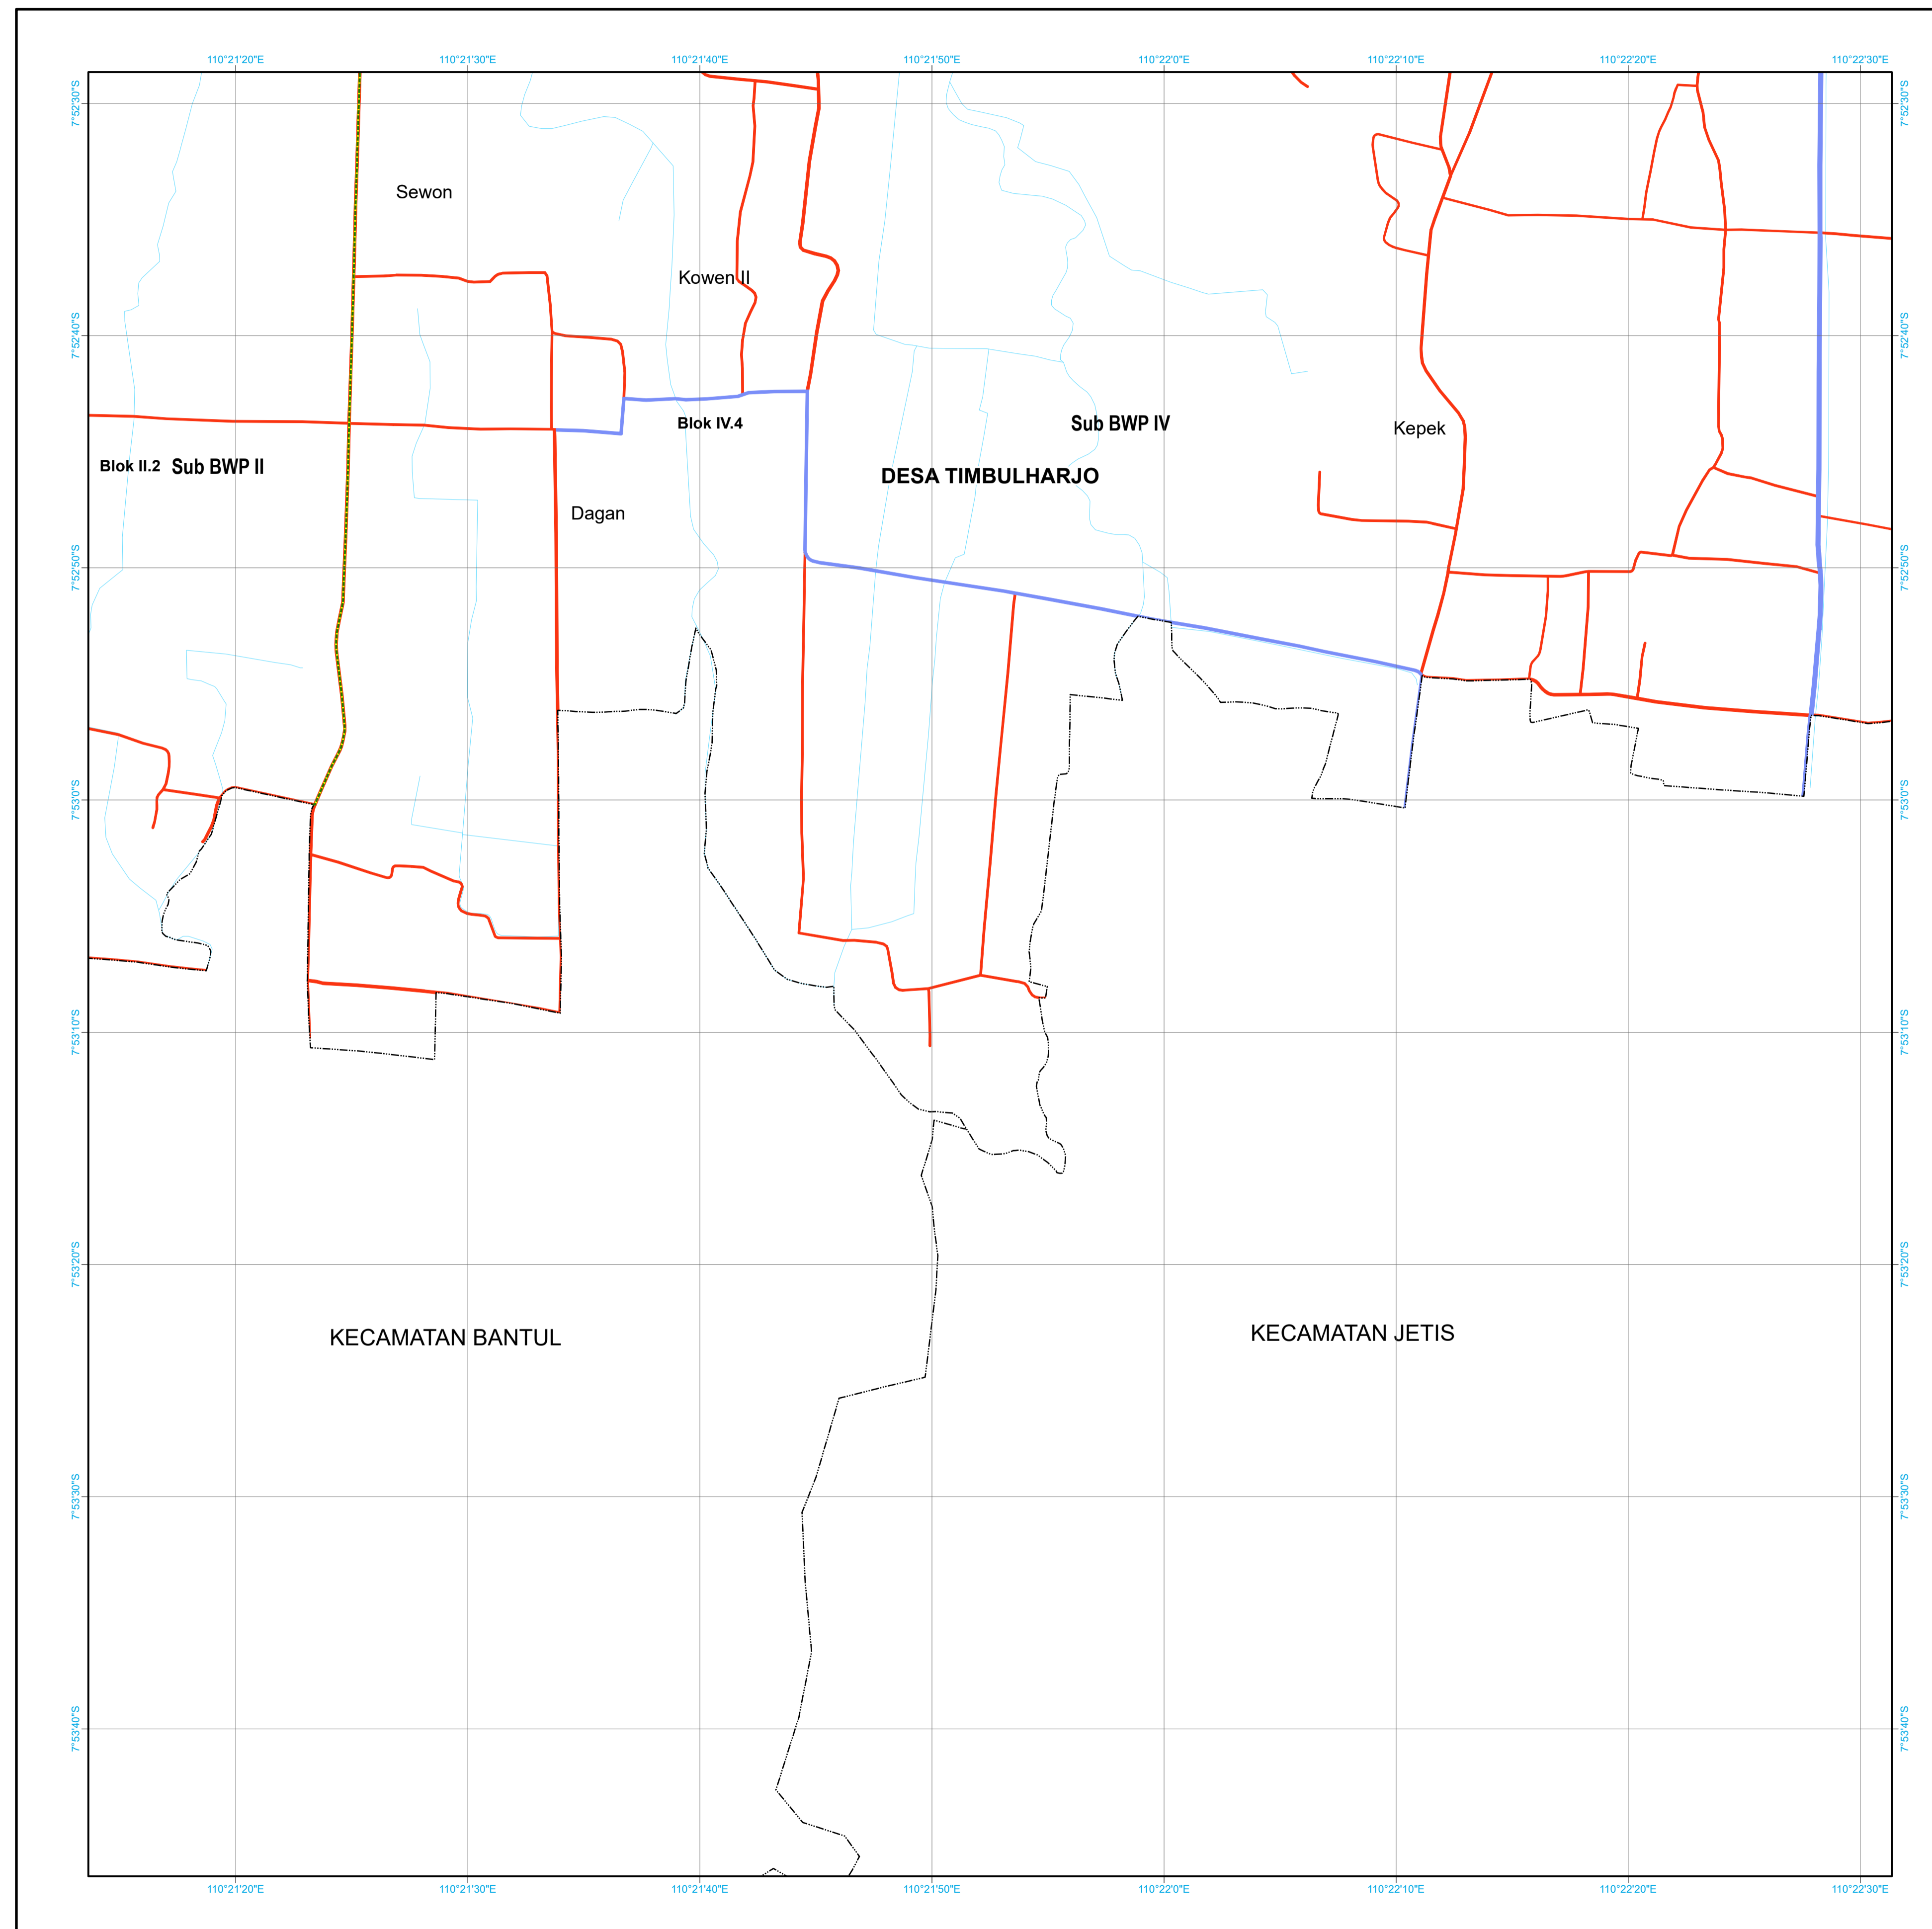 110°21'20"E
110°21'30"E
110°21'40"E
110°21'50"E
110°22'0"E
110°22'10"E
110°22'20"E
110°22'30"E
7°52'30"S
7°52'30"S
Sewon
Kowen II
7°52'40"S
7°52'40"S
Blok IV.4
Sub BWP IV
Kepek
Blok II.2
Sub BWP II
DESA TIMBULHARJO
Dagan
7°52'50"S
7°52'50"S
7°53'0"S
7°53'0"S
7°53'10"S
7°53'10"S
7°53'20"S
7°53'20"S
KECAMATAN BANTUL
KECAMATAN JETIS
7°53'30"S
7°53'30"S
7°53'40"S
7°53'40"S
110°21'20"E
110°21'30"E
110°21'40"E
110°21'50"E
110°22'0"E
110°22'10"E
110°22'20"E
110°22'30"E